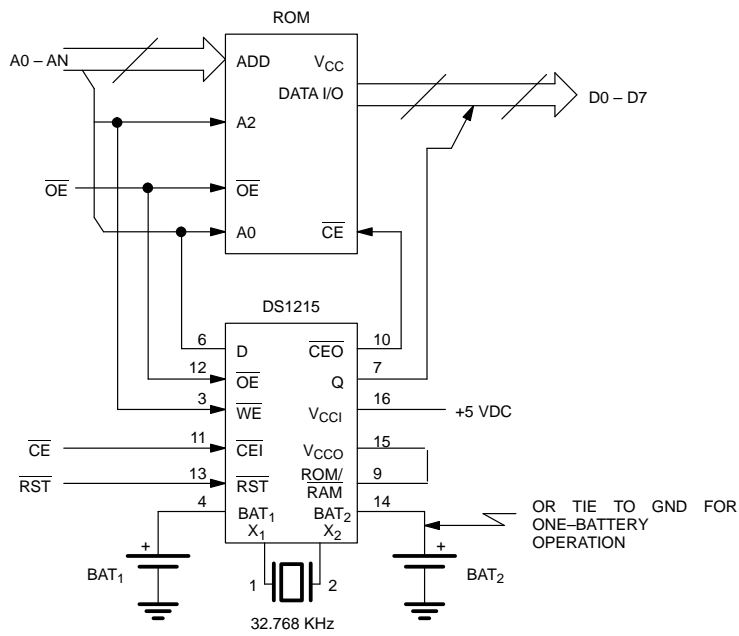 ROM
A0 – AN
ADD
VCC
DATA I/O
D0 – D7
A2
OE
OE
A0
CE
DS1215
6
D
CEO
10
12
OE
Q
7
3
WE
VCCI
16
+5 VDC
CE
11
CEI
VCCO
15
RST
13
RST
ROM/
RAM
9
4
BAT1
BAT2
14
X1
X2
OR TIE TO GND FOR
ONE–BATTERY
OPERATION
+
BAT1
+
BAT2
1
2
32.768 KHz